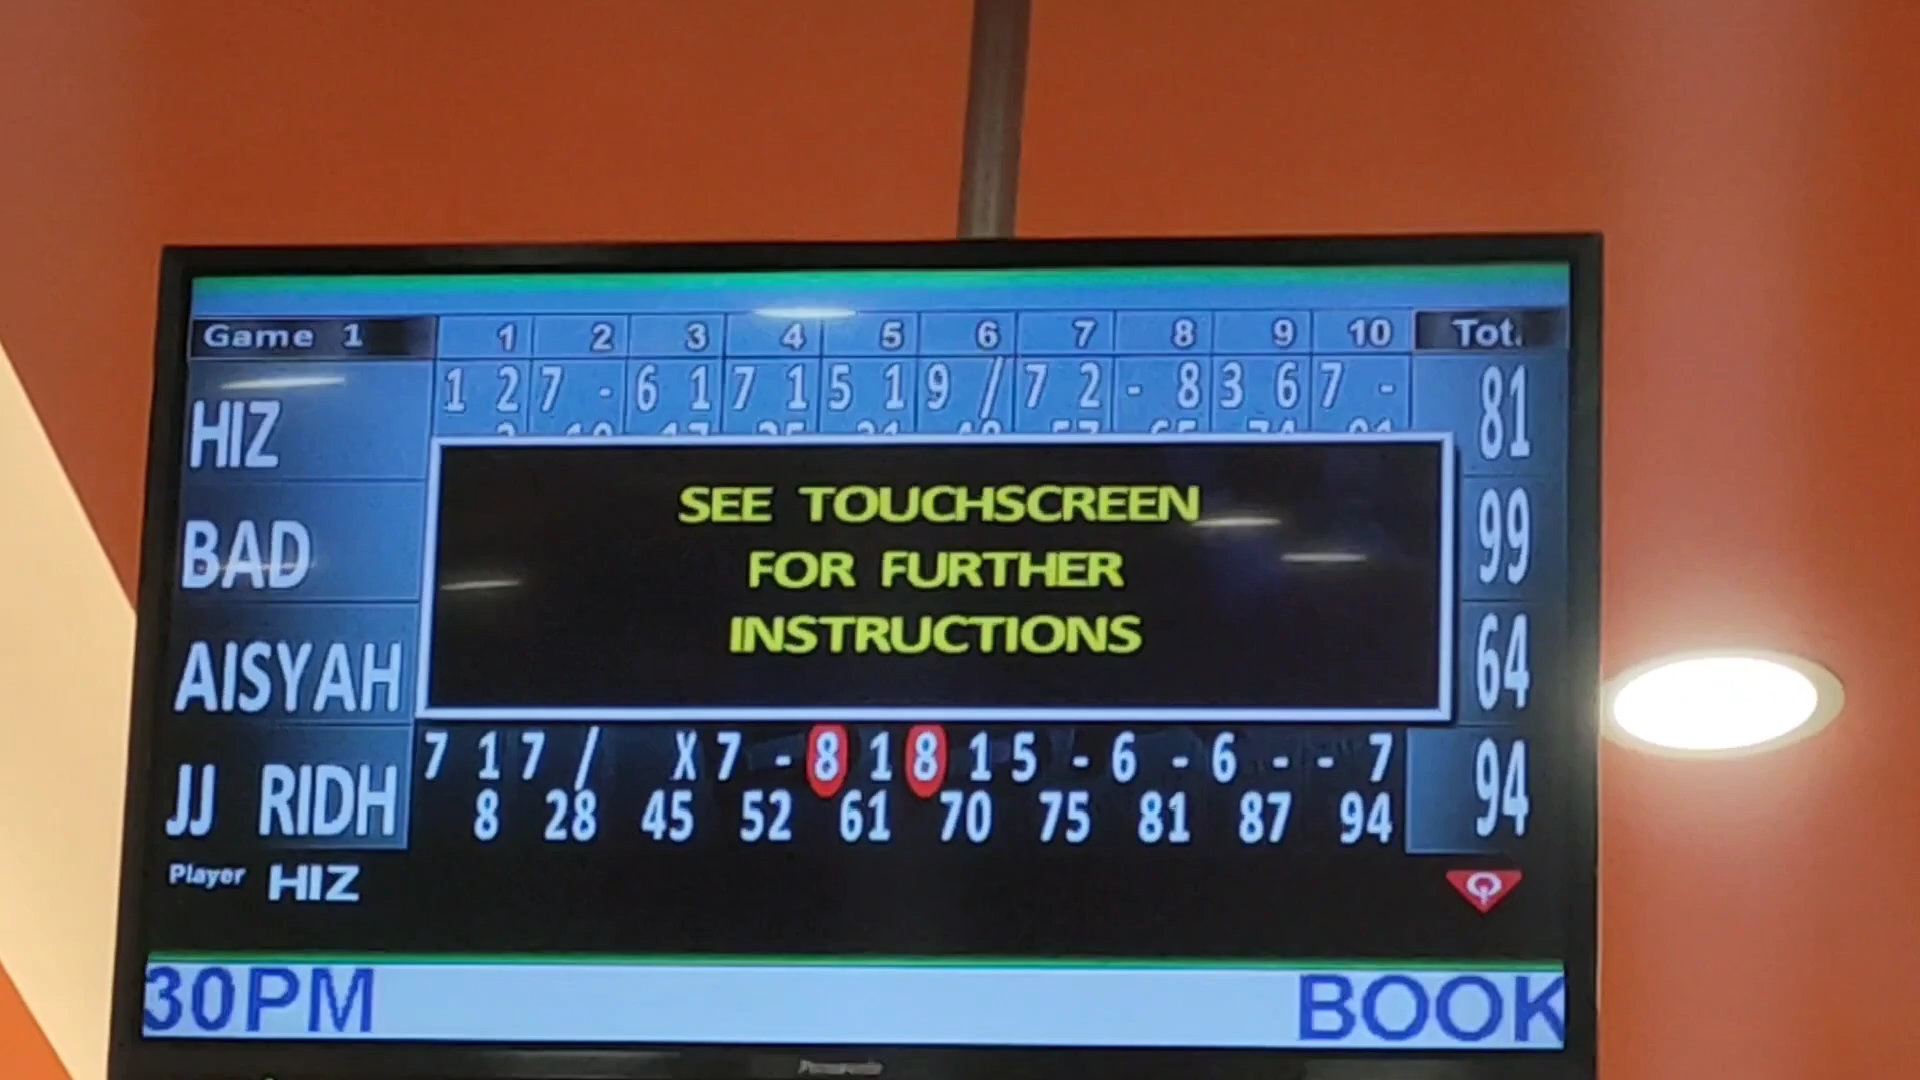 Game 1 1 2 3 4 5 6 7 8 9 10 Tot.
HIZ 1 2 7 - 6 1 7 1 5 1 9 / 7 2 - 8 3 6 7 - 81
BAD 99
SEE TOUCHSCREEN
FOR FURTHER
INSTRUCTIONS
AISYAH 64
JJ RIDH 7 1 7 / X 7 - 8 1 8 1 5 - 6 - 6 - - 7 94
8 28 45 52 61 70 75 81 87 94
Player HIZ
30PM BOOK
Panasonic